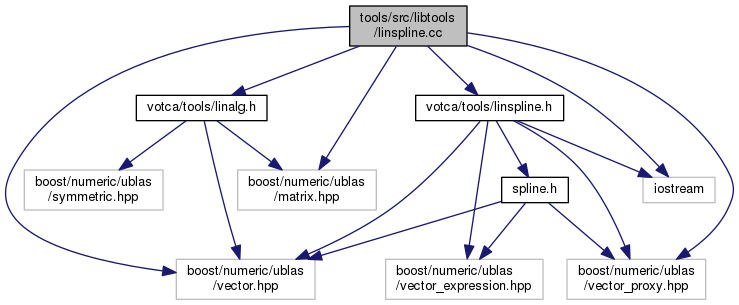 tools/src/libtools
/linspline.cc
votca/tools/linalg.h
votca/tools/linspline.h
boost/numeric/ublas
/symmetric.hpp
boost/numeric/ublas
/matrix.hpp
spline.h
iostream
boost/numeric/ublas
/vector.hpp
boost/numeric/ublas
/vector_expression.hpp
boost/numeric/ublas
/vector_proxy.hpp